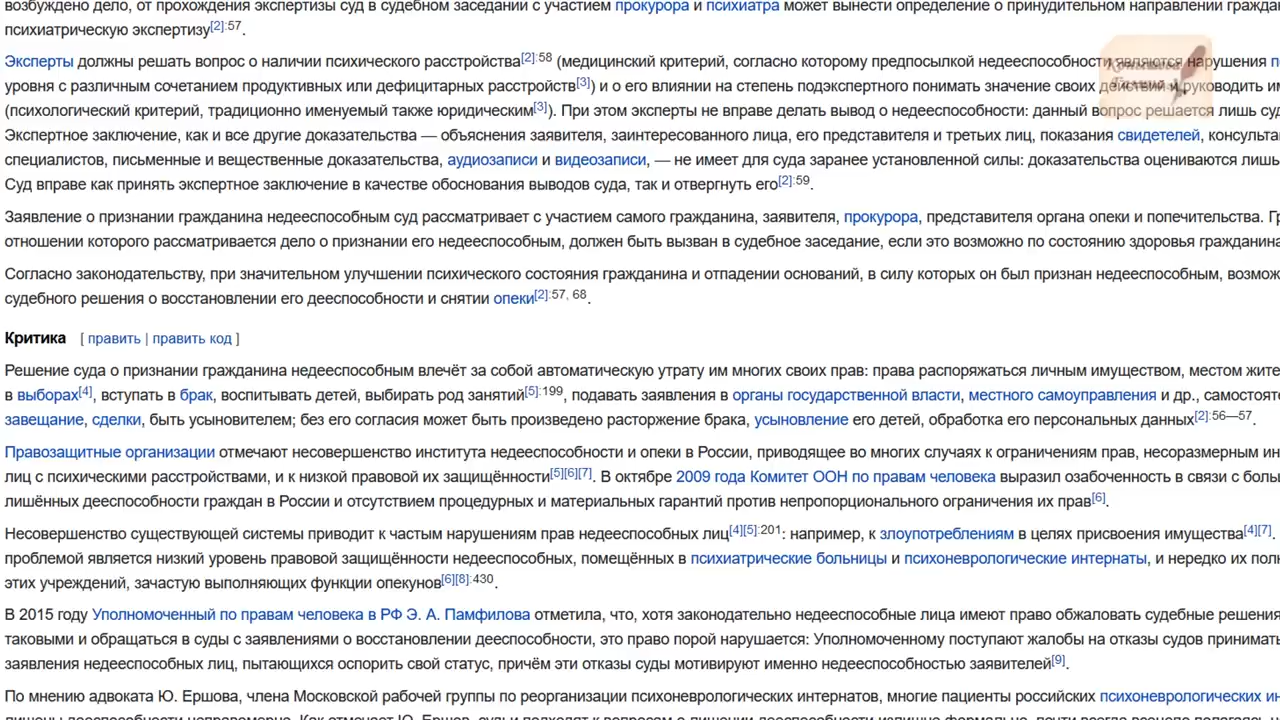 возбуждено дело, от прохождения экспертизы суд в судебном заседании с участием прокурора и психиатра может вынести определение о принудительном направлении
психиатрическую экспертизу[2]:57.
Эксперты должны решать вопрос о наличии психического расстройства[2]:58 (медицинский критерий, согласно которому предпосылкой недееспособности являются нарушения
уровня с различным сочетанием продуктивных или дефицитарных расстройств[3]) и о его влиянии на степень подэкспертного понимать значение своих действий и руководить
(психологический критерий, традиционно именуемый также юридическим[3]). При этом эксперты не вправе делать вывод о недееспособности: данный вопрос решается лишь
Экспертное заключение, как и все другие доказательства — объяснения заявителя, заинтересованного лица, его представителя и третьих лиц, показания свидетелей,
специалистов, письменные и вещественные доказательства, аудиозаписи и видеозаписи, — не имеет для суда заранее установленной силы: доказательства оцениваются лишь
Суд вправе как принять экспертное заключение в качестве обоснования выводов суда, так и отвергнуть его[2]:59.
Заявление о признании гражданина недееспособным суд рассматривает с участием самого гражданина, заявителя, прокурора, представителя органа опеки и попечительства.
отношении которого рассматривается дело о признании его недееспособным, должен быть вызван в судебное заседание, если это возможно по состоянию здоровья гражданина
Согласно законодательству, при значительном улучшении психического состояния гражданина и отпадении оснований, в силу которых он был признан недееспособным,
судебного решения о восстановлении его дееспособности и снятии опеки[2]:57, 68.
Критика [ править | править код ]
Решение суда о признании гражданина недееспособным влечёт за собой автоматическую утрату им многих своих прав: права распоряжаться личным имуществом, местом
в выборах[4], вступать в брак, воспитывать детей, выбирать род занятий[5]:199, подавать заявления в органы государственной власти, местного самоуправления и др.,
завещание, сделки, быть усыновителем; без его согласия может быть произведено расторжение брака, усыновление его детей, обработка его персональных данных[2]:56—57.
Правозащитные организации отмечают несовершенство института недееспособности и опеки в России, приводящее во многих случаях к ограничениям прав, несоразмерным
лиц с психическими расстройствами, и к низкой правовой их защищённости[5][6][7]. В октябре 2009 года Комитет ООН по правам человека выразил озабоченность в связи с
лишённых дееспособности граждан в России и отсутствием процедурных и материальных гарантий против непропорционального ограничения их прав[6].
Несовершенство существующей системы приводит к частым нарушениям прав недееспособных лиц[4][5]:201: например, к злоупотреблениям в целях присвоения имущества[4][7].
проблемой является низкий уровень правовой защищённости недееспособных, помещённых в психиатрические больницы и психоневрологические интернаты, и нередко их
этих учреждений, зачастую выполняющих функции опекунов[6][8]:430.
В 2015 году Уполномоченный по правам человека в РФ Э. А. Памфилова отметила, что, хотя законодательно недееспособные лица имеют право обжаловать судебные решения
таковыми и обращаться в суды с заявлениями о восстановлении дееспособности, это право порой нарушается: Уполномоченному поступают жалобы на отказы судов
заявления недееспособных лиц, пытающихся оспорить свой статус, причём эти отказы суды мотивируют именно недееспособностью заявителей[9].
По мнению адвоката Ю. Ершова, члена Московской рабочей группы по реорганизации психоневрологических интернатов, многие пациенты российских психоневрологических